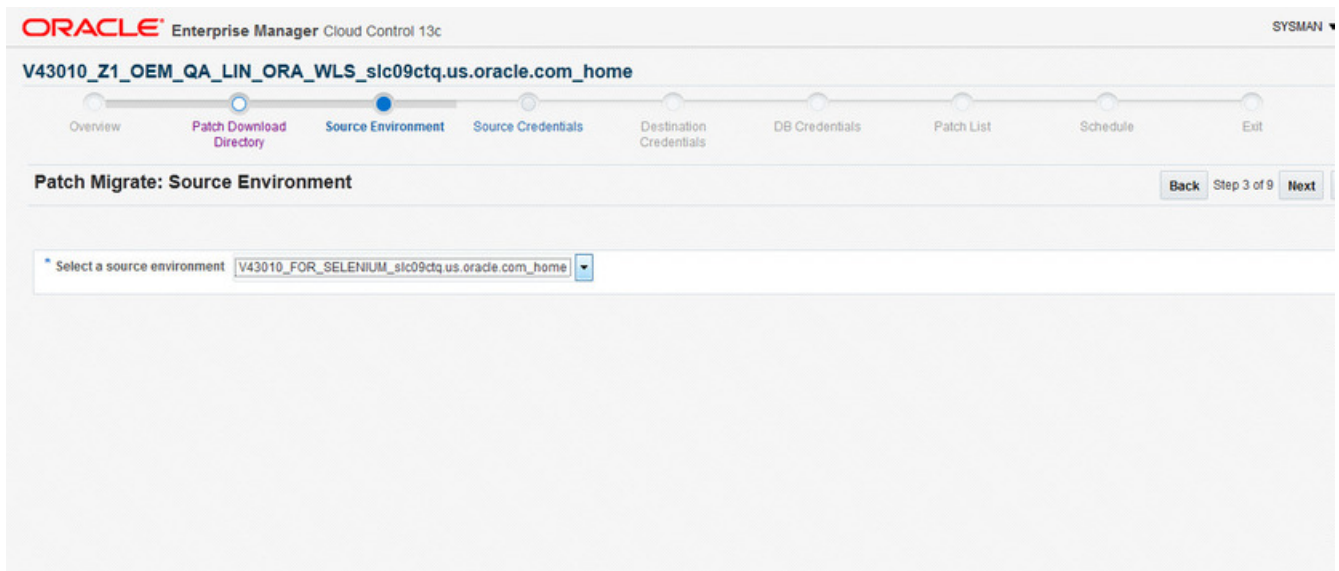 ORACLE Enterprise Manager Cloud Control 13c
SYSMAN
V43010_Z1_OEM_QA_LIN_ORA_WLS_slc09ctq.us.oracle.com_home
Overview
Patch Download
Directory
Source Environment
Source Credentials
Destination
Credentials
DB Credentials
Patch List
Schedule
Exit
Patch Migrate: Source Environment
Back Step 3 of 9 Next
* Select a source environment V43010_FOR_SELENIUM_slc09ctq.us.oracle.com_home